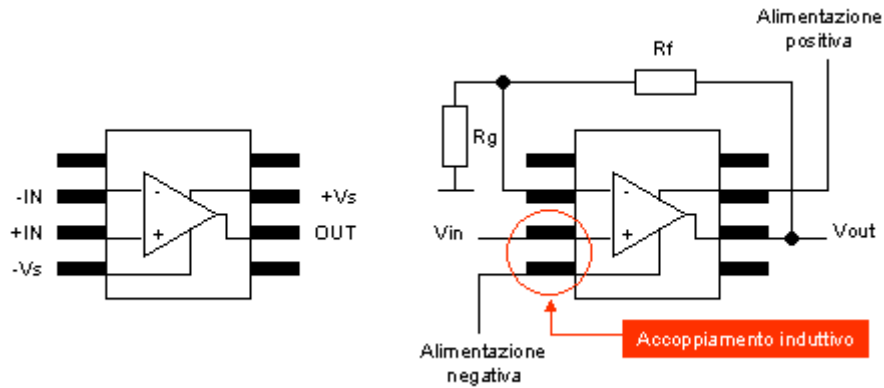 -IN
+IN
-Vs
-
+
+Vs
OUT
Alimentazione
positiva
Rf
Rg
-
+
Vin
Vout
Alimentazione
negativa
Accoppiamento induttivo